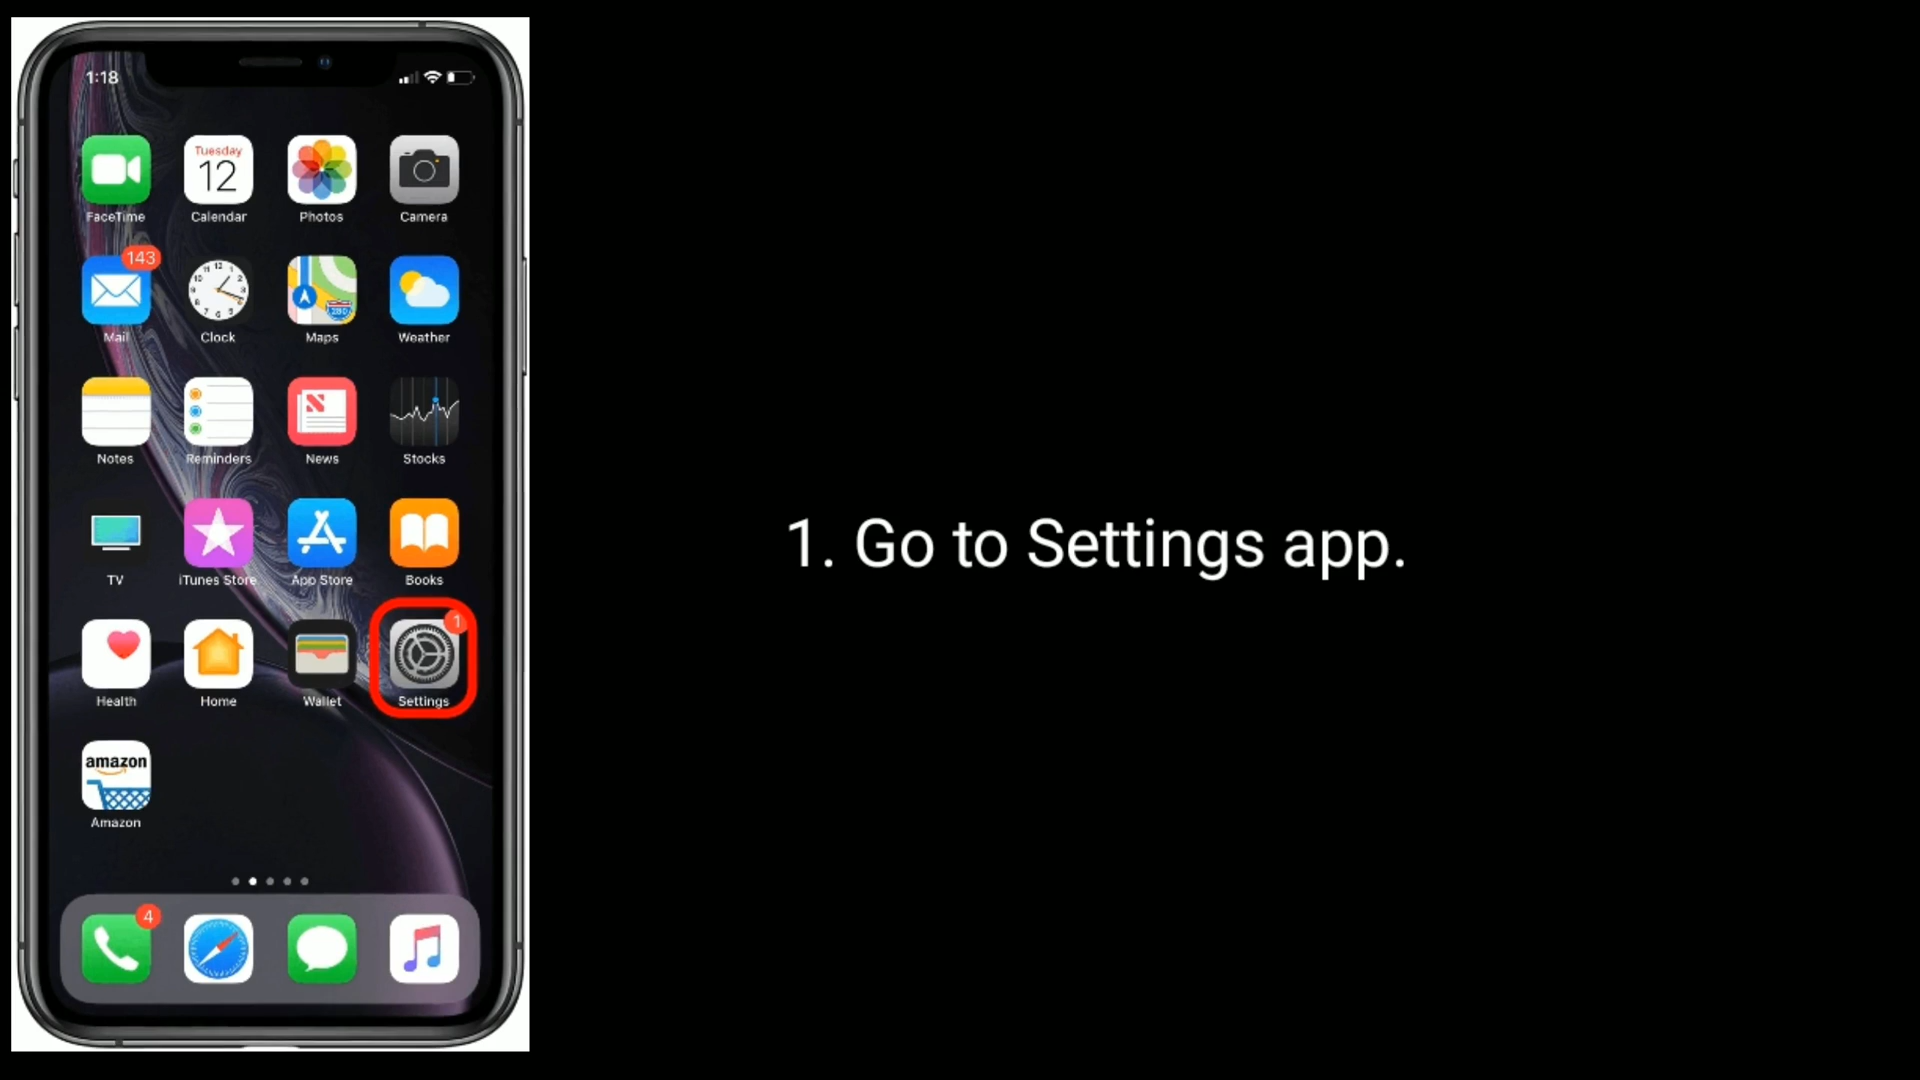 1:18
Tuesday
12
FaceTime
Calendar
Photos
Camera
143
280
Mail
Clock
Maps
Weather
Notes
Reminders
News
Stocks
TV
iTunes Store
App Store
Books
1
Health
Home
Wallet
Settings
amazon
Amazon
4
1. Go to Settings app.